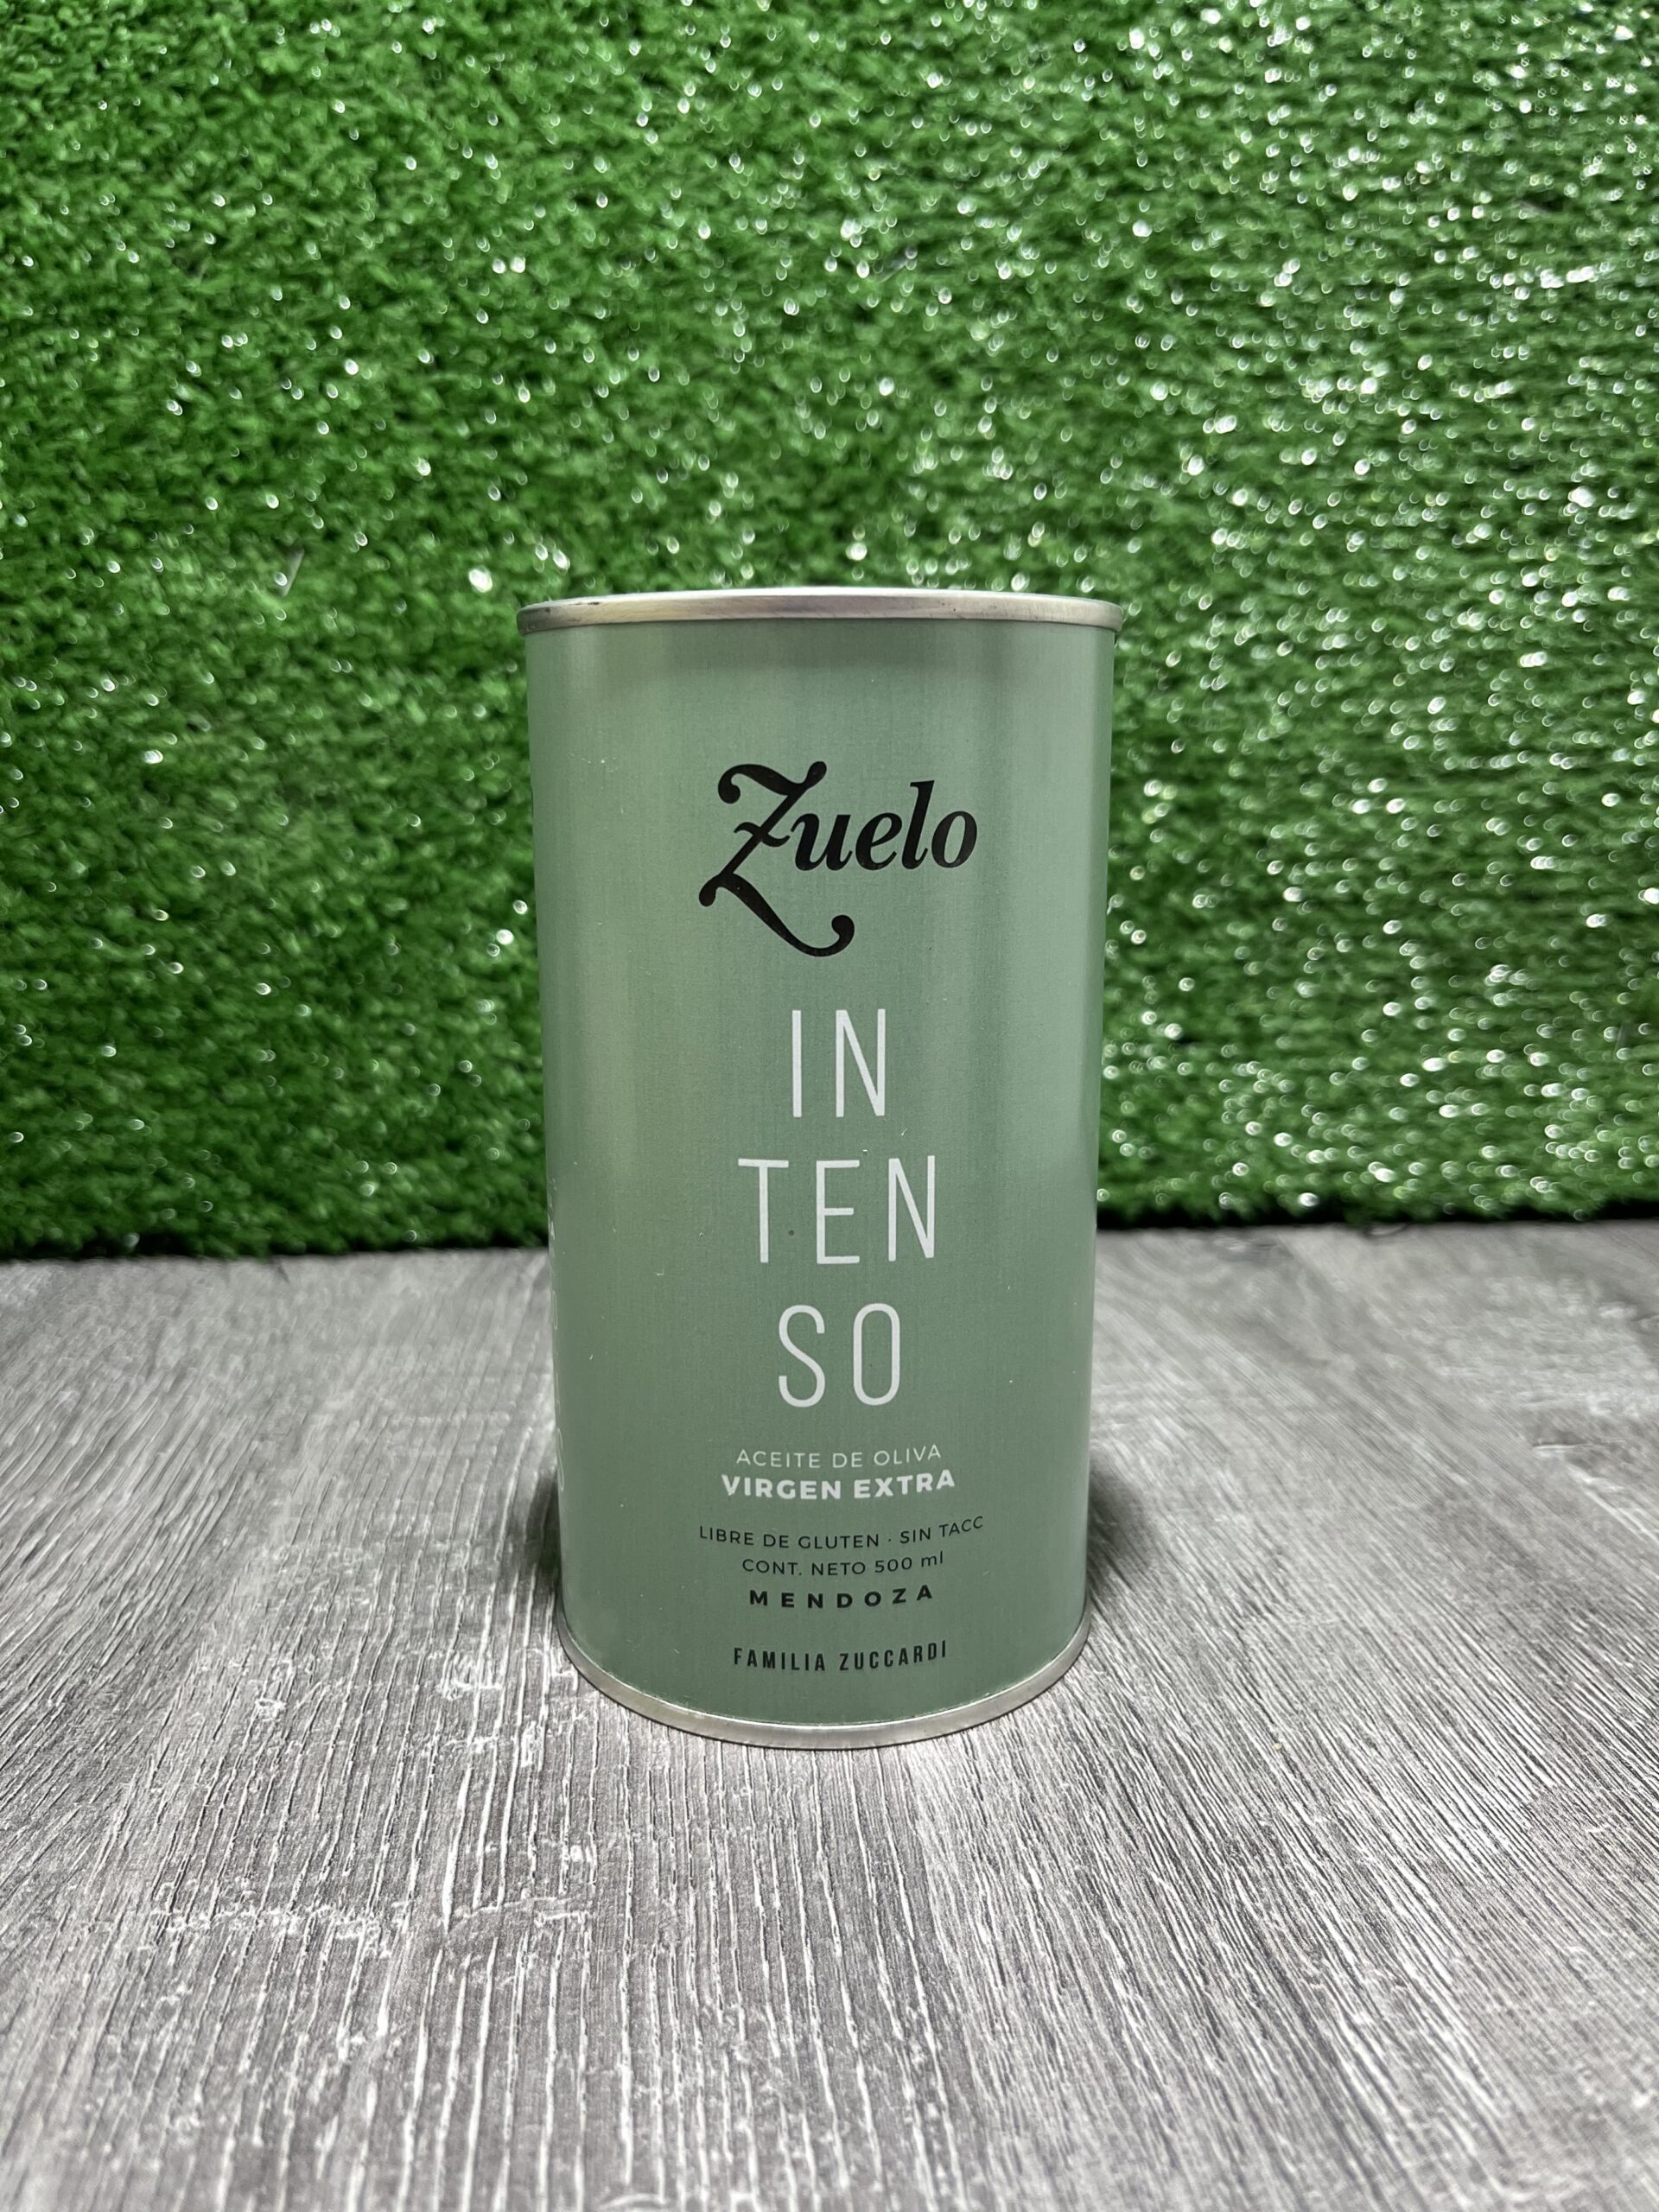 Zuelo
IN
TEN
SO
ACEITE DE OLIVA
VIRGEN EXTRA
LIBRE DE GLUTEN · SIN TACC
CONT. NETO 500 ml
MENDOZA
FAMILIA ZUCCARDI